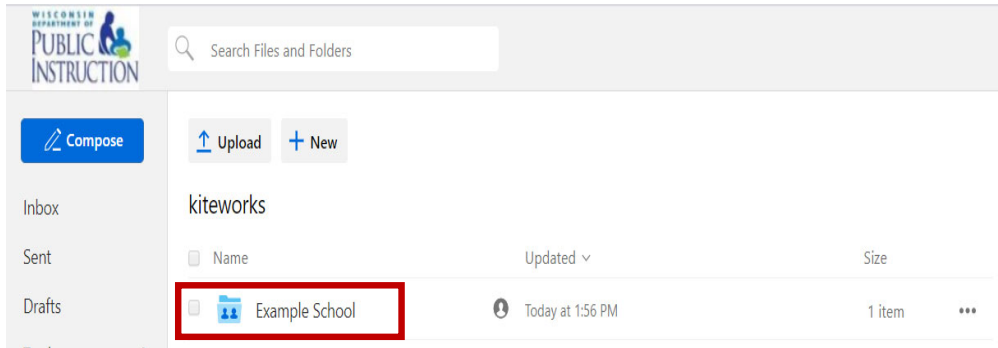 WISCONSIN
DEPARTMENT OF
PUBLIC
INSTRUCTION
Search Files and Folders
Compose
Upload
New
Inbox
kiteworks
Sent
Name Updated Size
Drafts
Example School Today at 1:56 PM 1 item